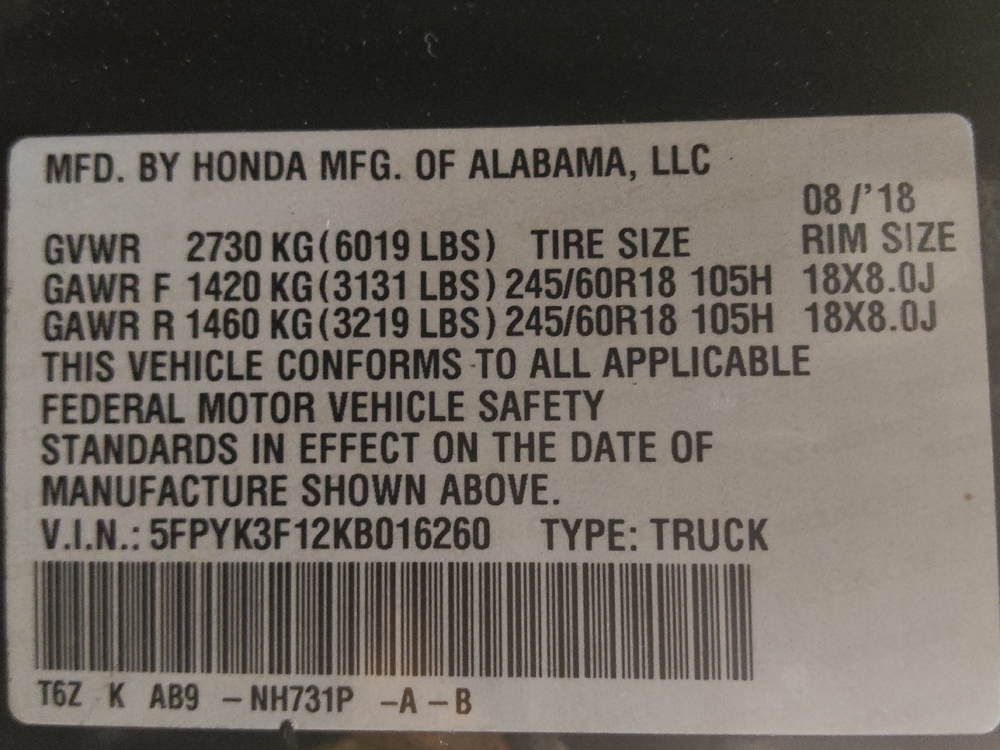 MFD. BY HONDA MFG. OF ALABAMA, LLC
08/'18
GVWR 2730 KG(6019 LBS) TIRE SIZE RIM SIZE
GAWR F 1420 KG(3131 LBS) 245/60R18 105H 18X8.0J
GAWR R 1460 KG(3219 LBS) 245/60R18 105H 18X8.0J
THIS VEHICLE CONFORMS TO ALL APPLICABLE
FEDERAL MOTOR VEHICLE SAFETY
STANDARDS IN EFFECT ON THE DATE OF
MANUFACTURE SHOWN ABOVE.
V.I.N.: 5FPYK3F12KB016260 TYPE: TRUCK
T6Z K AB9 -NH731P -A-B